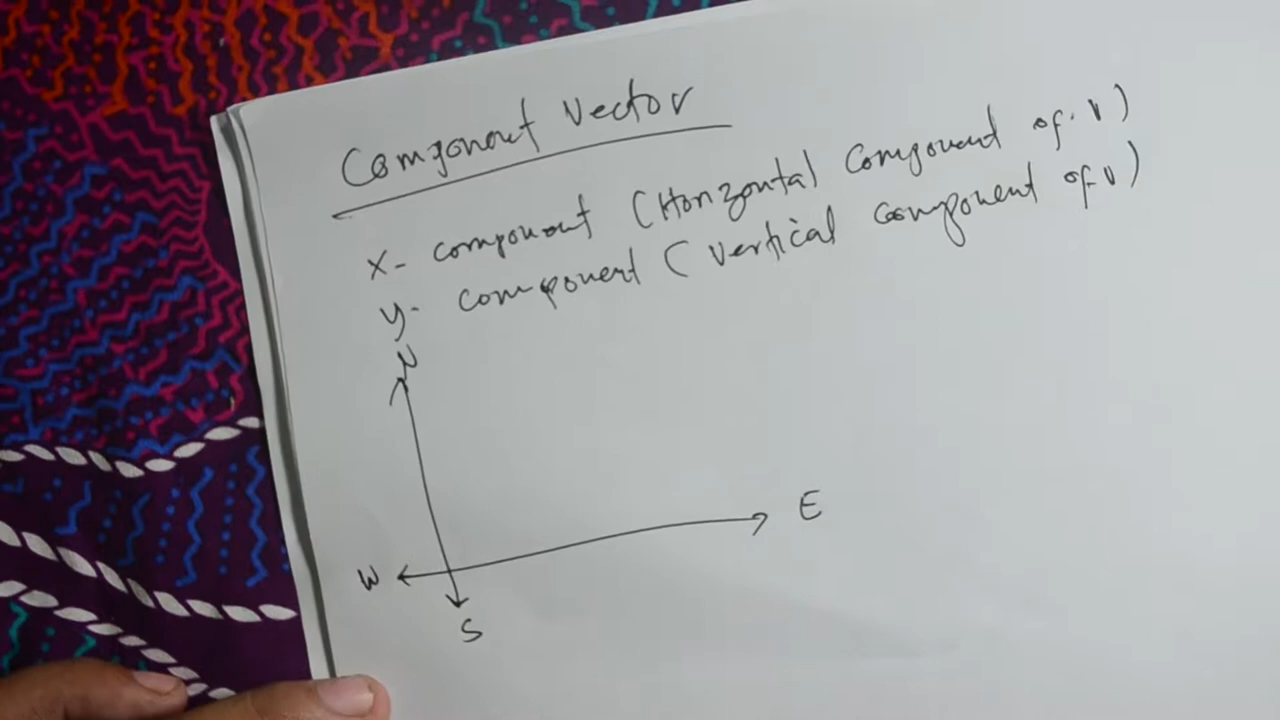 Component Vector
X- component (Horizontal Component of. V)
y- component (vertical component of v)
N
E
W
S